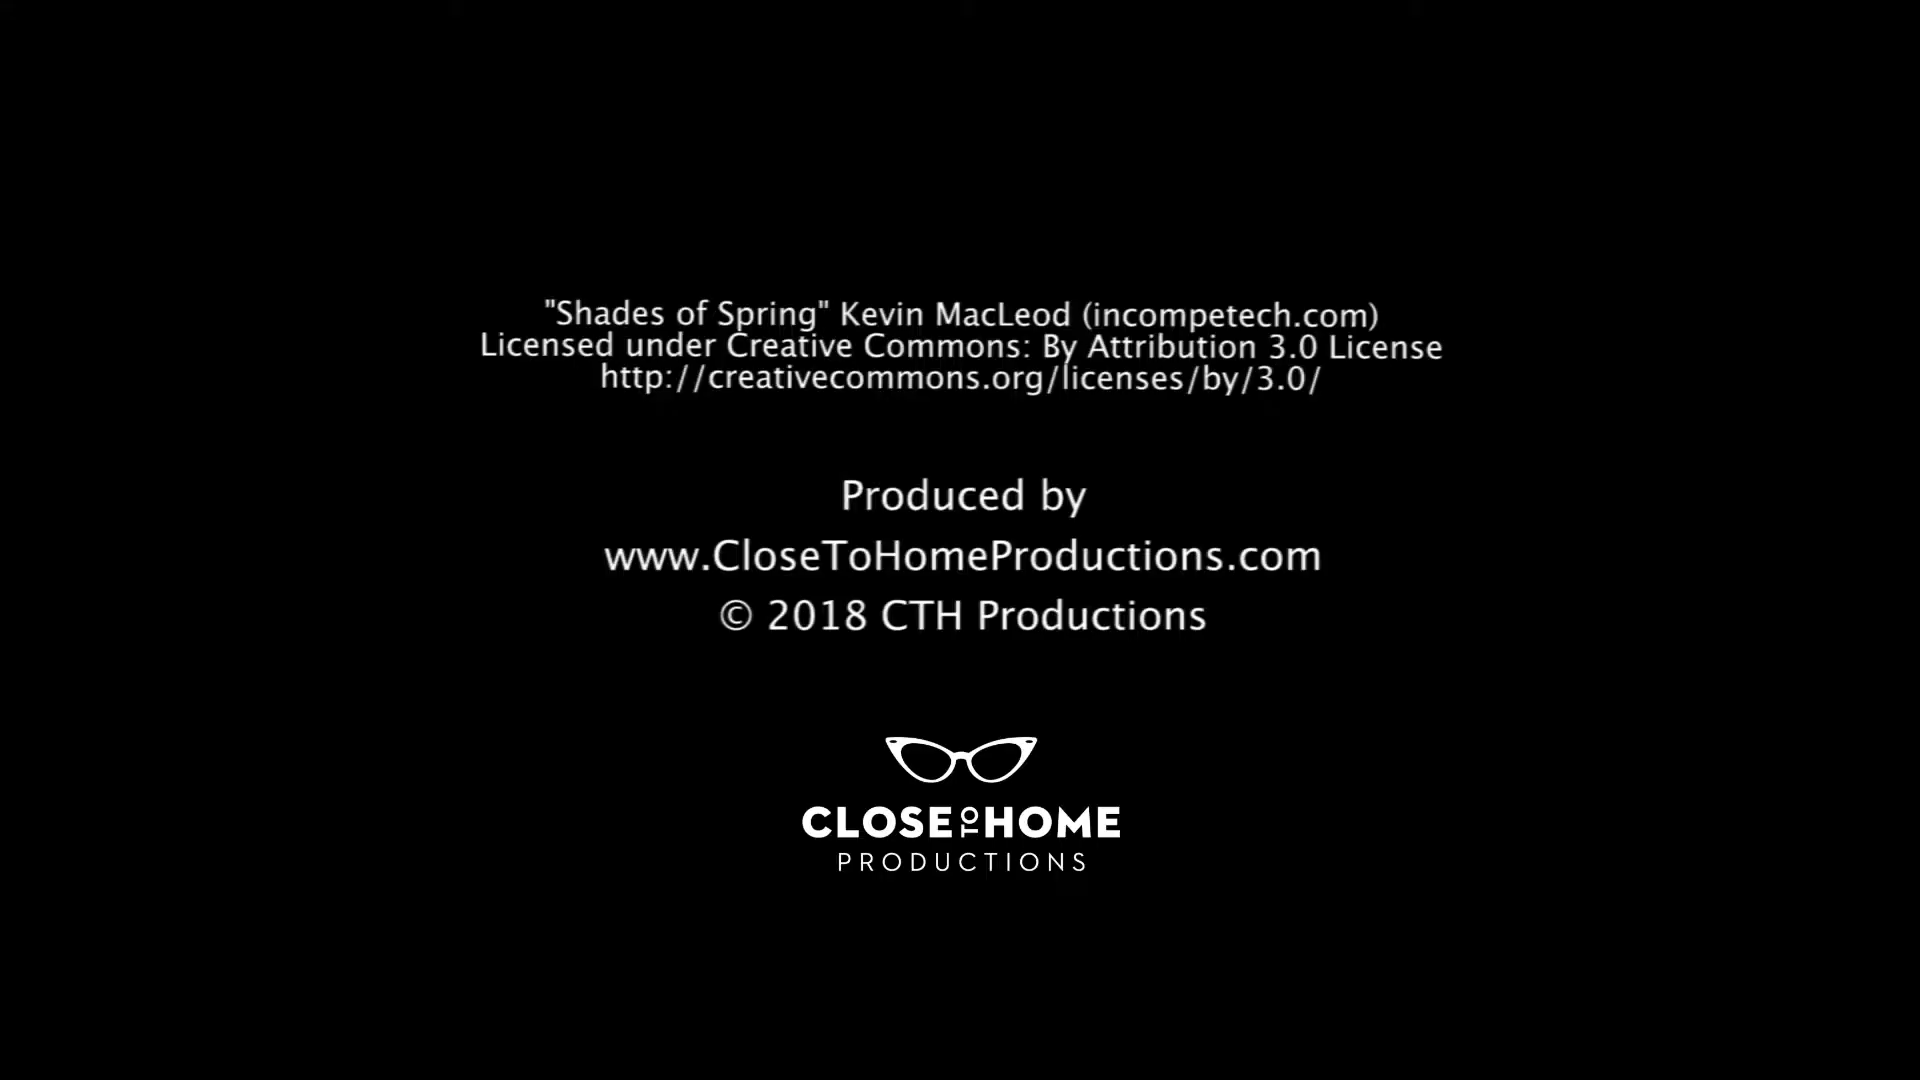 "Shades of Spring" Kevin MacLeod (incompetech.com)
Licensed under Creative Commons: By Attribution 3.0 License
http://creativecommons.org/licenses/by/3.0/
Produced by
www.CloseToHomeProductions.com
© 2018 CTH Productions
CLOSE TO HOME
PRODUCTIONS